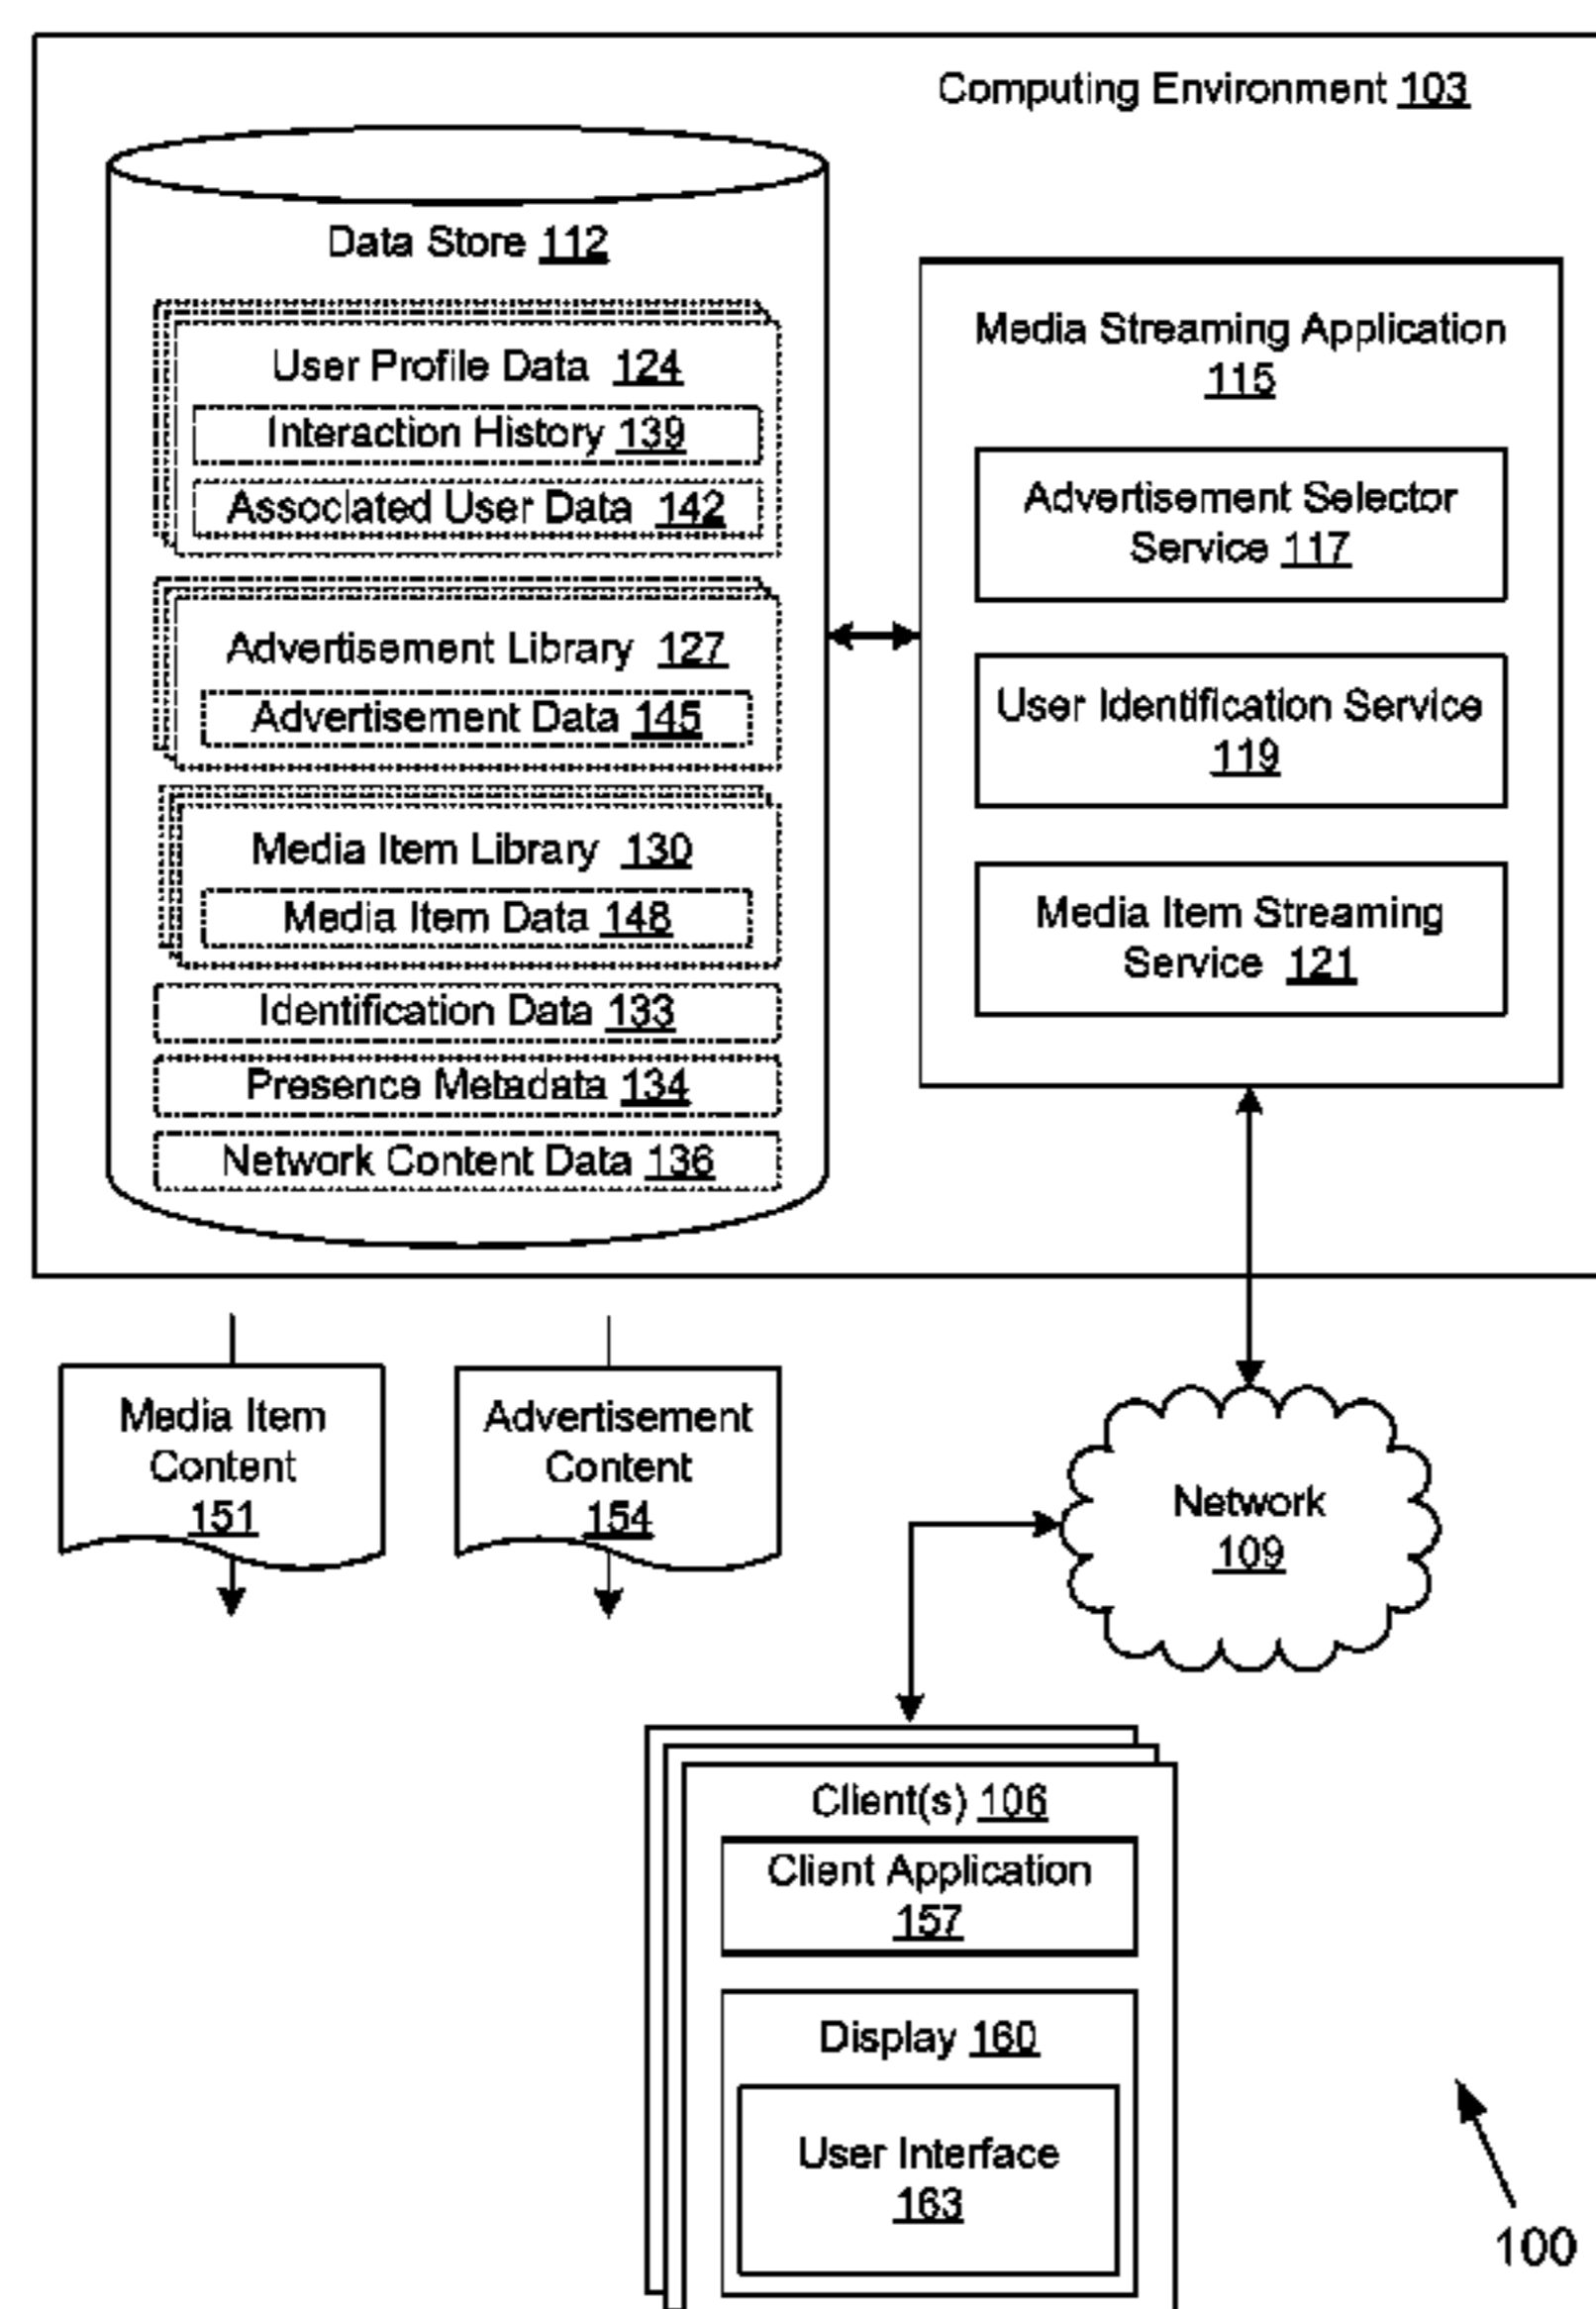 Computing Environment 103
Data Store 112
User Profile Data 124
Interaction History 139
Associated User Data 142
Advertisement Library 127
Advertisement Data 145
Media Item Library 130
Media Item Data 148
Identification Data 133
Presence Metadata 134
Network Content Data 136
Media Streaming Application
115
Advertisement Selector
Service 117
User Identification Service
119
Media Item Streaming
Service 121
Media Item
Content
151
Advertisement
Content
154
Network
109
Client(s) 106
Client Application
157
Display 160
User Interface
163
100